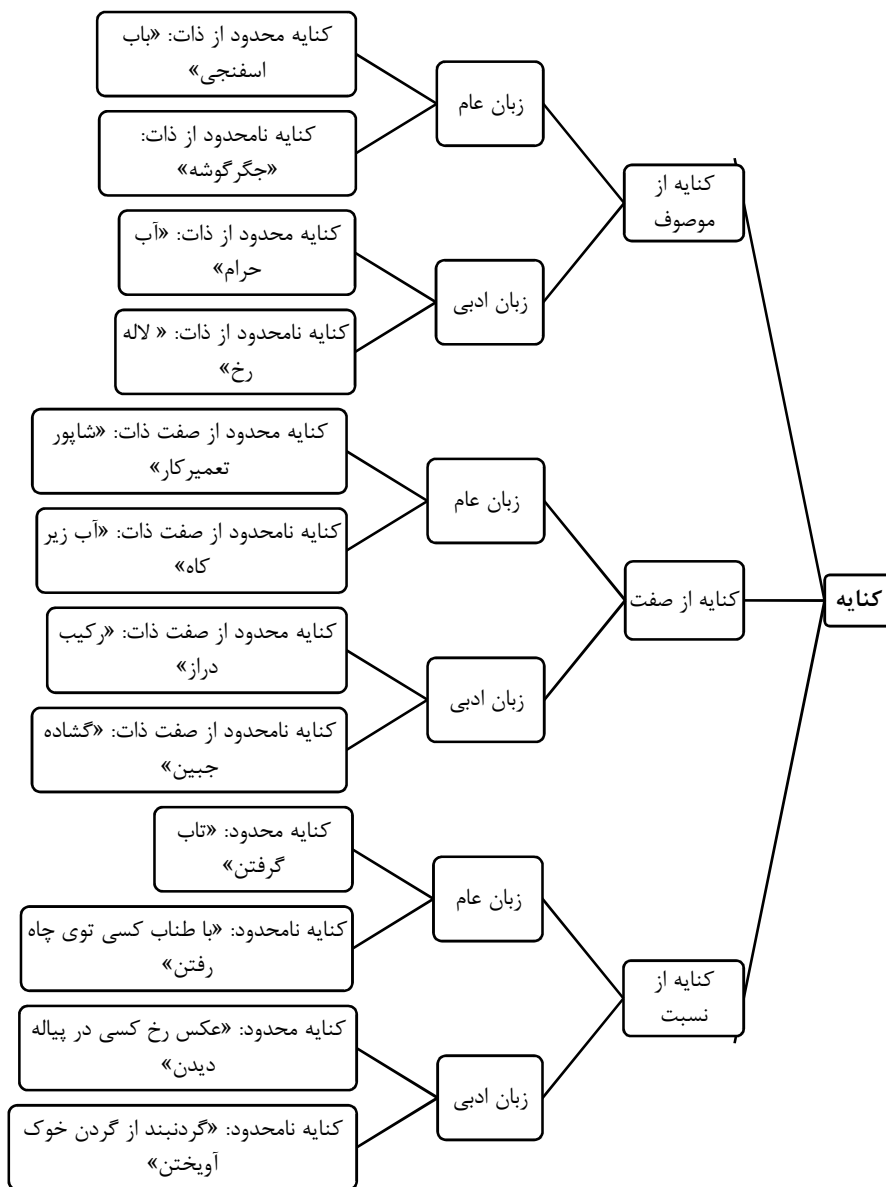 کنایه
کنایه از
موصوف
زبان عام
کنایه محدود از ذات: «باب
اسفنجی»
کنایه نامحدود از ذات:
«جگرگوشه»
زبان ادبی
کنایه محدود از ذات: «آب
حرام»
کنایه نامحدود از ذات: « لاله
رخ»
کنایه از صفت
زبان عام
کنایه محدود از صفت ذات: «شاپور
تعمیرکار»
کنایه نامحدود از صفت ذات: «آب زیر
کاه»
زبان ادبی
کنایه محدود از صفت ذات: «رکیب
دراز»
کنایه نامحدود از صفت ذات: «گشاده
جبین»
کنایه از
نسبت
زبان عام
کنایه محدود: «تاب
گرفتن»
کنایه نامحدود: «با طناب کسی توی چاه
رفتن»
زبان ادبی
کنایه محدود: «عکس رخ کسی در پیاله
دیدن»
کنایه نامحدود: «گردنبند از گردن خوک
آویختن»